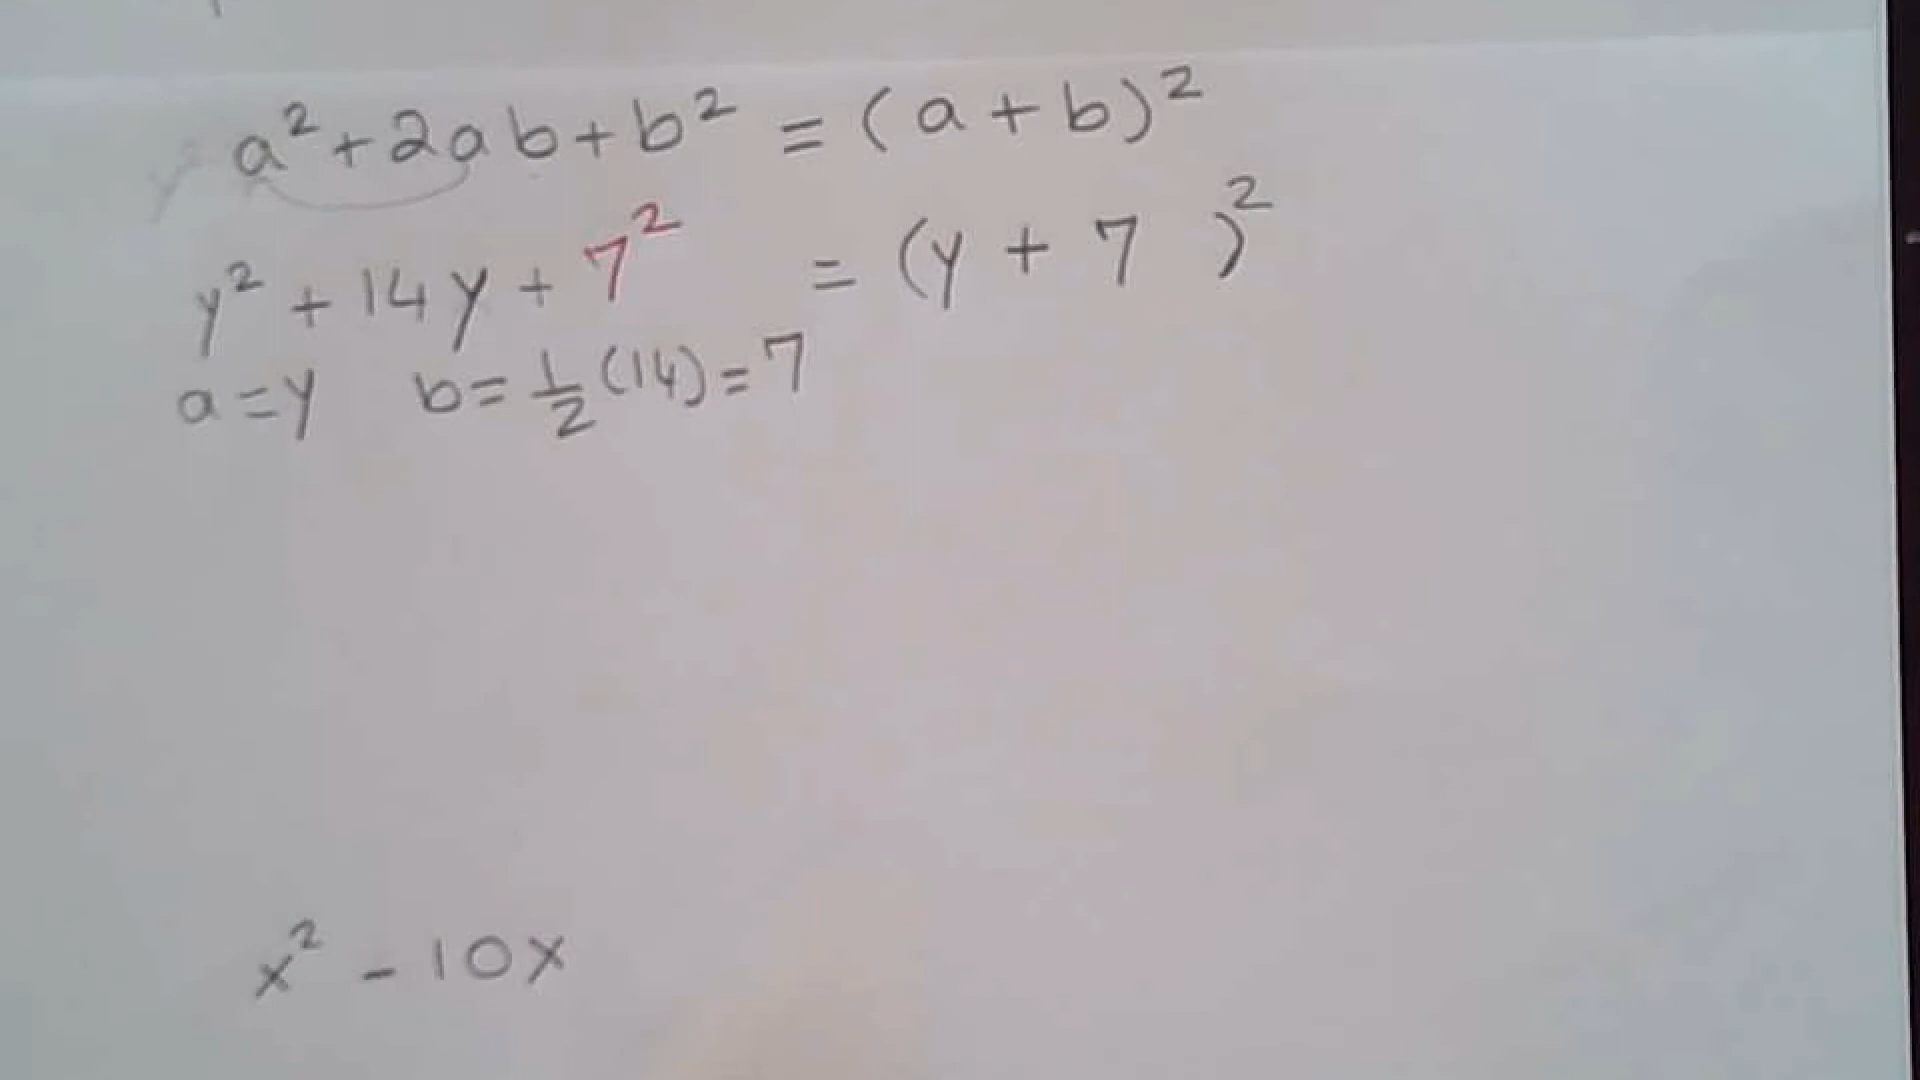 a² + 2ab + b² = (a + b)²
y² + 14y + 7² = (y + 7 )²
a = y b = 1/2 (14) = 7
x² - 10x